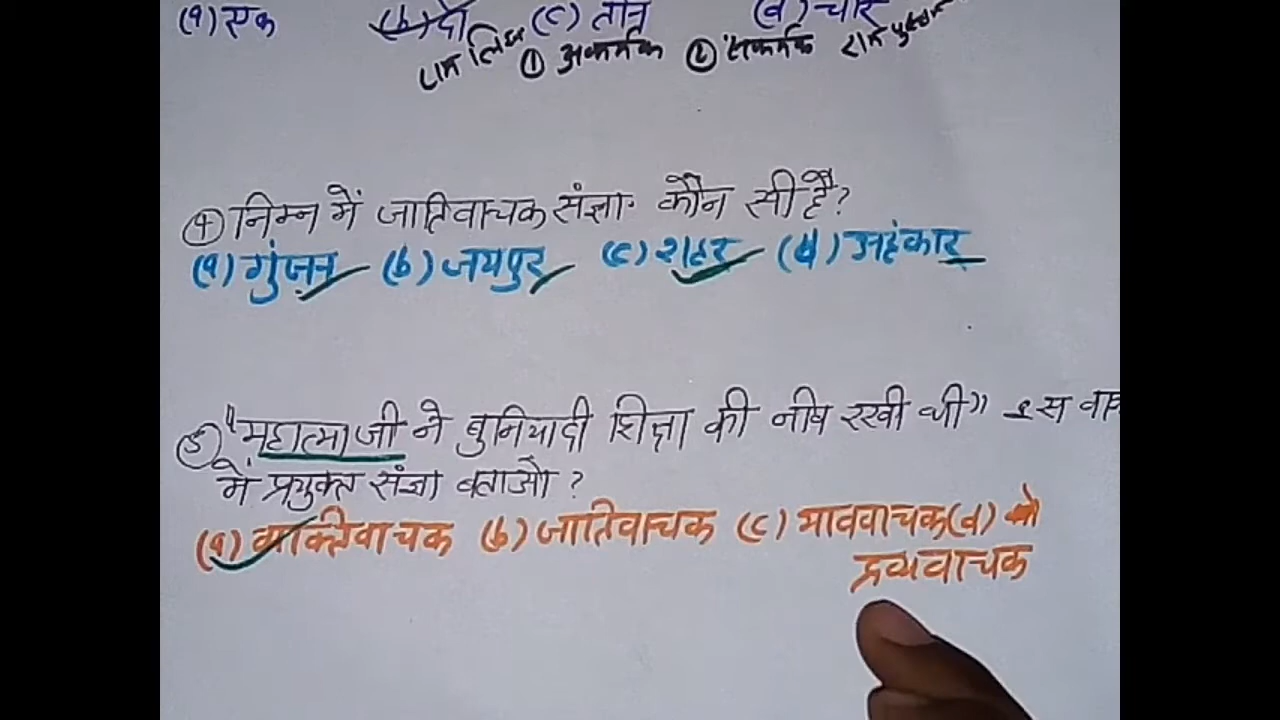 (a) एक (b) दो (c) तीन (d) चार
राम लिख ① अकर्मक ② सकर्मक राम
④ निम्न में जातिवाचक संज्ञा कौन सी है?
(a) गुंजन (b) जयपुर (c) शहर (d) अहंकार
⑤ "महात्मा जी ने बुनियादी शिक्षा की नीव रखी थी" इस वाक
में प्रयुक्त संज्ञा बताओ?
(a) व्यक्तिवाचक (b) जातिवाचक (c) भाववाचक (d)
द्रव्यवाचक